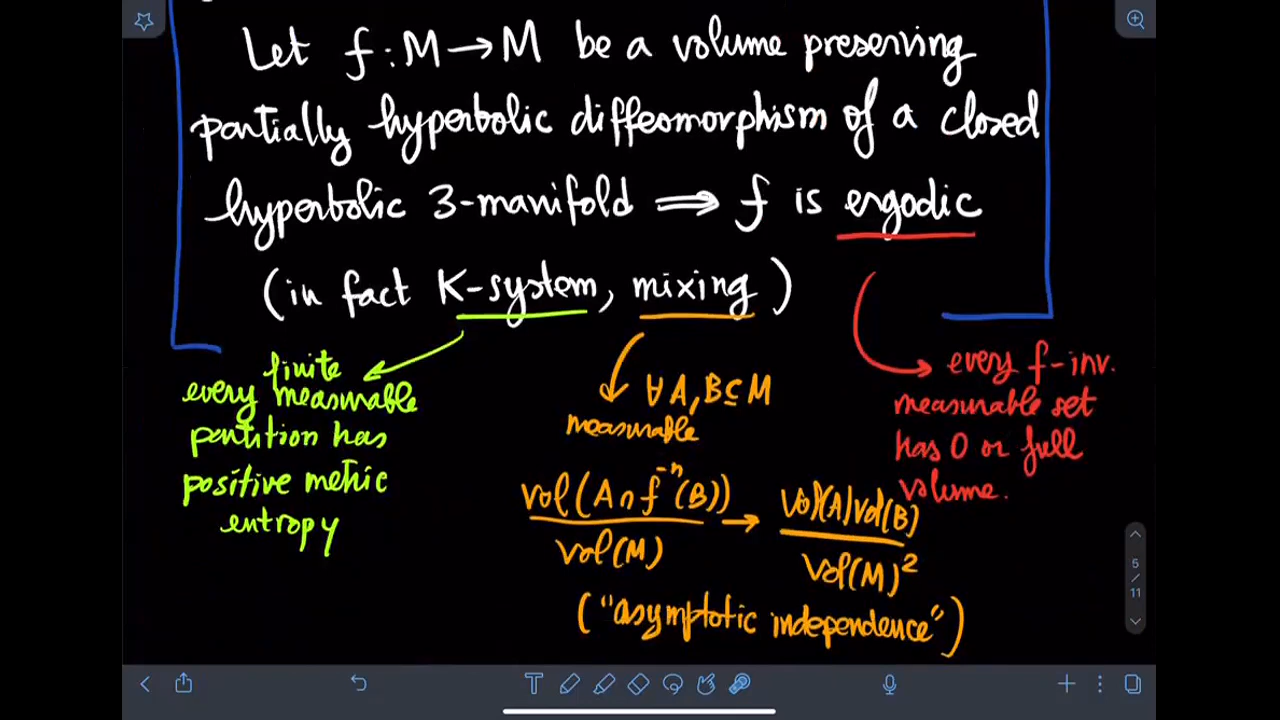 Let f : M → M be a volume preserving
partially hyperbolic diffeomorphism of a closed
hyperbolic 3-manifold ⟹ f is ergodic
(in fact K-system, mixing)
finite
every measurable
partition has
positive metric
entropy
∀ A, B ⊆ M
measurable
vol(A ∩ f^{-n}(B)) / vol(M) → vol(A) vol(B) / vol(M)^2
("asymptotic independence")
every f-inv.
measurable set
has 0 or full
volume.
5
/
11
T